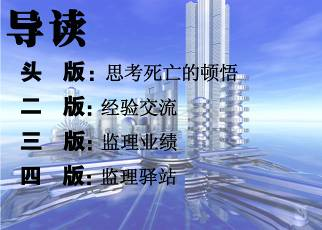 导读
头 版：思考死亡的顿悟
二 版：经验交流
三 版：监理业绩
四 版：监理驿站